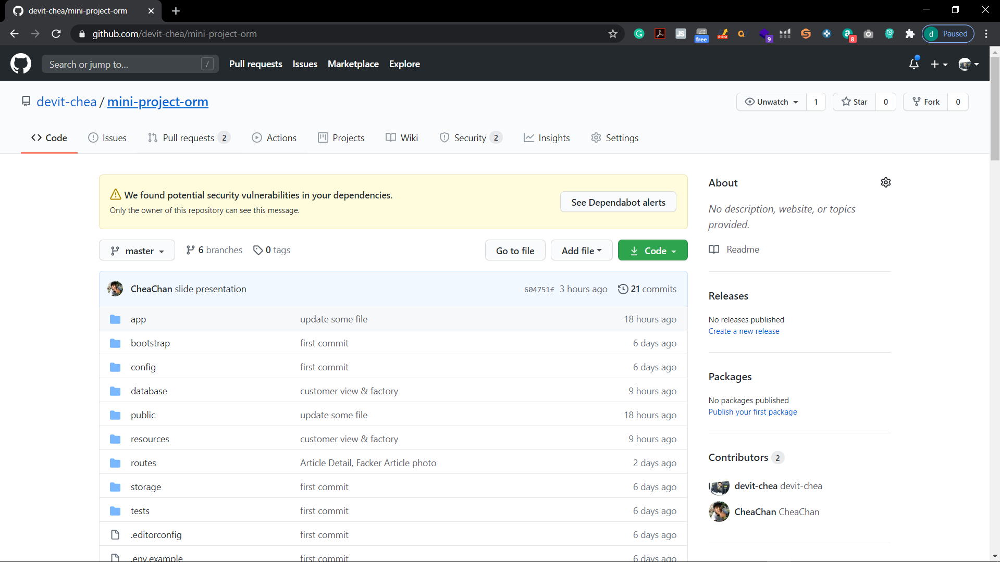 devit-chea/mini-project-orm
github.com/devit-chea/mini-project-orm
JS
free
PRO
9
8
d Paused
Search or jump to... /
Pull requests Issues Marketplace Explore
devit-chea / mini-project-orm
Unwatch 1 Star 0 Fork 0
Code Issues Pull requests 2 Actions Projects Wiki Security 2 Insights Settings
We found potential security vulnerabilities in your dependencies.
Only the owner of this repository can see this message.
See Dependabot alerts
master 6 branches 0 tags Go to file Add file Code
CheaChan slide presentation 604751f 3 hours ago 21 commits
app update some file 18 hours ago
bootstrap first commit 6 days ago
config first commit 6 days ago
database customer view & factory 9 hours ago
public update some file 18 hours ago
resources customer view & factory 9 hours ago
routes Article Detail, Facker Article photo 2 days ago
storage first commit 6 days ago
tests first commit 6 days ago
.editorconfig first commit 6 days ago
.env.example first commit 6 days ago
About
No description, website, or topics
provided.
Readme
Releases
No releases published
Create a new release
Packages
No packages published
Publish your first package
Contributors 2
devit-chea devit-chea
CheaChan CheaChan